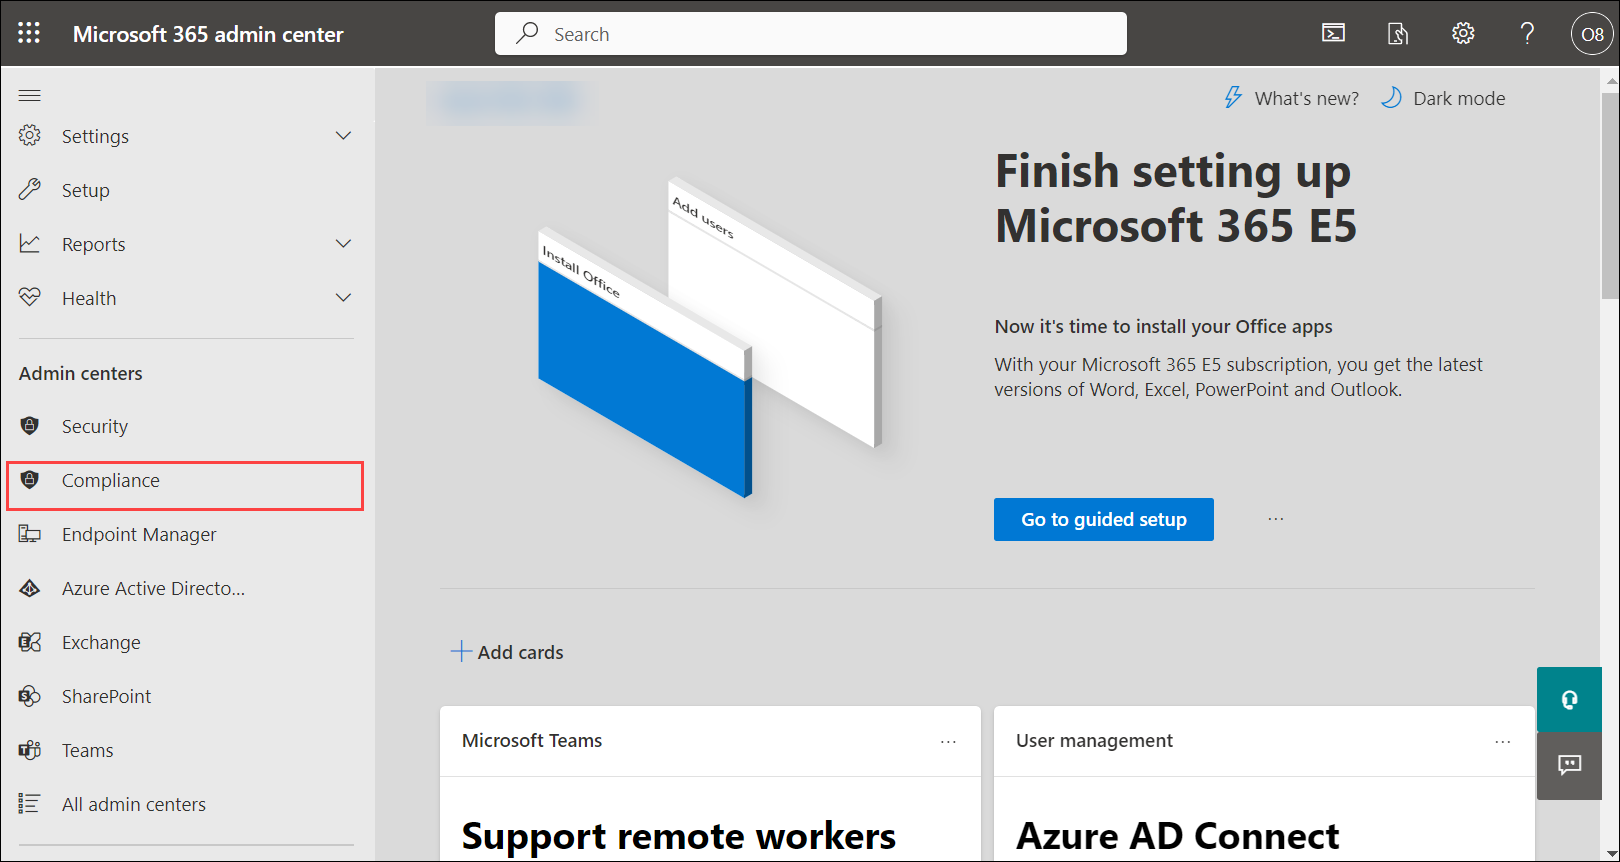 Microsoft 365 admin center
Search
O8
Settings
Setup
Reports
Health
Admin centers
Security
Compliance
Endpoint Manager
Azure Active Directo...
Exchange
SharePoint
Teams
All admin centers
What's new?
Dark mode
Add users
Install Office
Finish setting up
Microsoft 365 E5
Now it's time to install your Office apps
With your Microsoft 365 E5 subscription, you get the latest
versions of Word, Excel, PowerPoint and Outlook.
Go to guided setup
...
Add cards
Microsoft Teams
...
Support remote workers
User management
...
Azure AD Connect